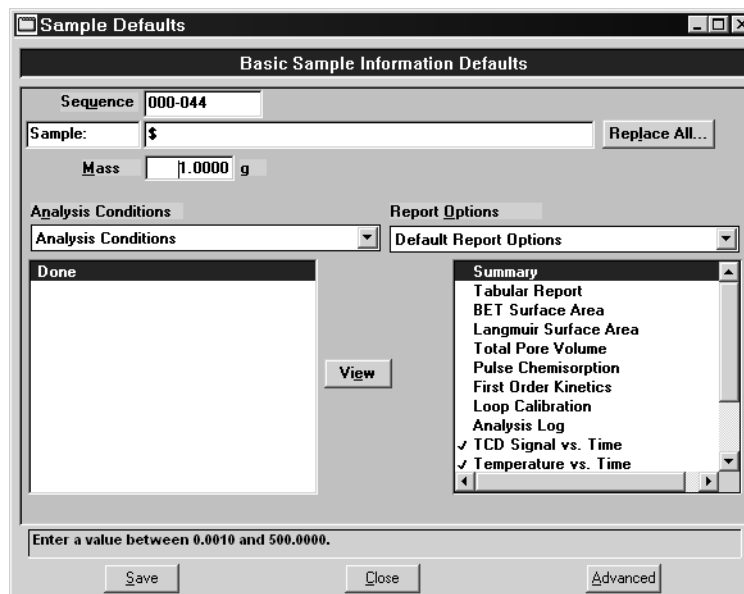 Sample Defaults
Basic Sample Information Defaults
Sequence 000-044
Sample: $ Replace All...
Mass 1.0000 g
Analysis Conditions Report Options
Analysis Conditions Default Report Options
Done
Summary
Tabular Report
BET Surface Area
Langmuir Surface Area
Total Pore Volume
View
Pulse Chemisorption
First Order Kinetics
Loop Calibration
Analysis Log
✓ TCD Signal vs. Time
✓ Temperature vs. Time
Enter a value between 0.0010 and 500.0000.
Save Close Advanced